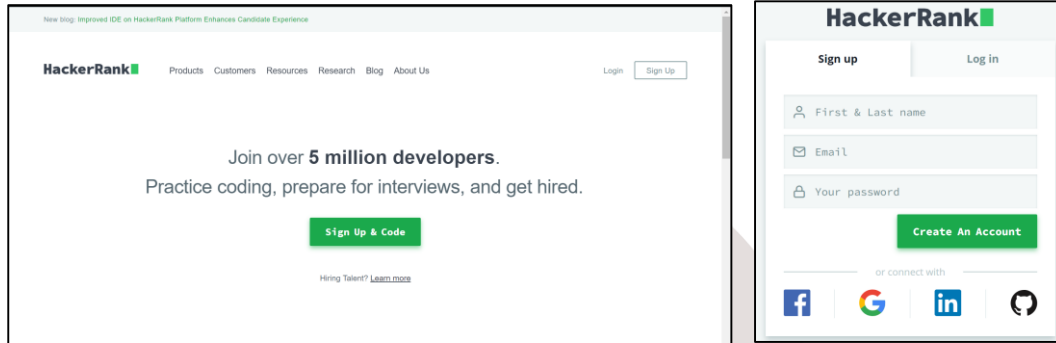 New blog: Improved IDE on HackerRank Platform Enhances Candidate Experience
HackerRank
Products Customers Resources Research Blog About Us
Login Sign Up
Join over 5 million developers.
Practice coding, prepare for interviews, and get hired.
Sign Up & Code
Hiring Talent? Learn more
HackerRank
Sign up Log in
First & Last name
Email
Your password
Create An Account
or connect with
f G in